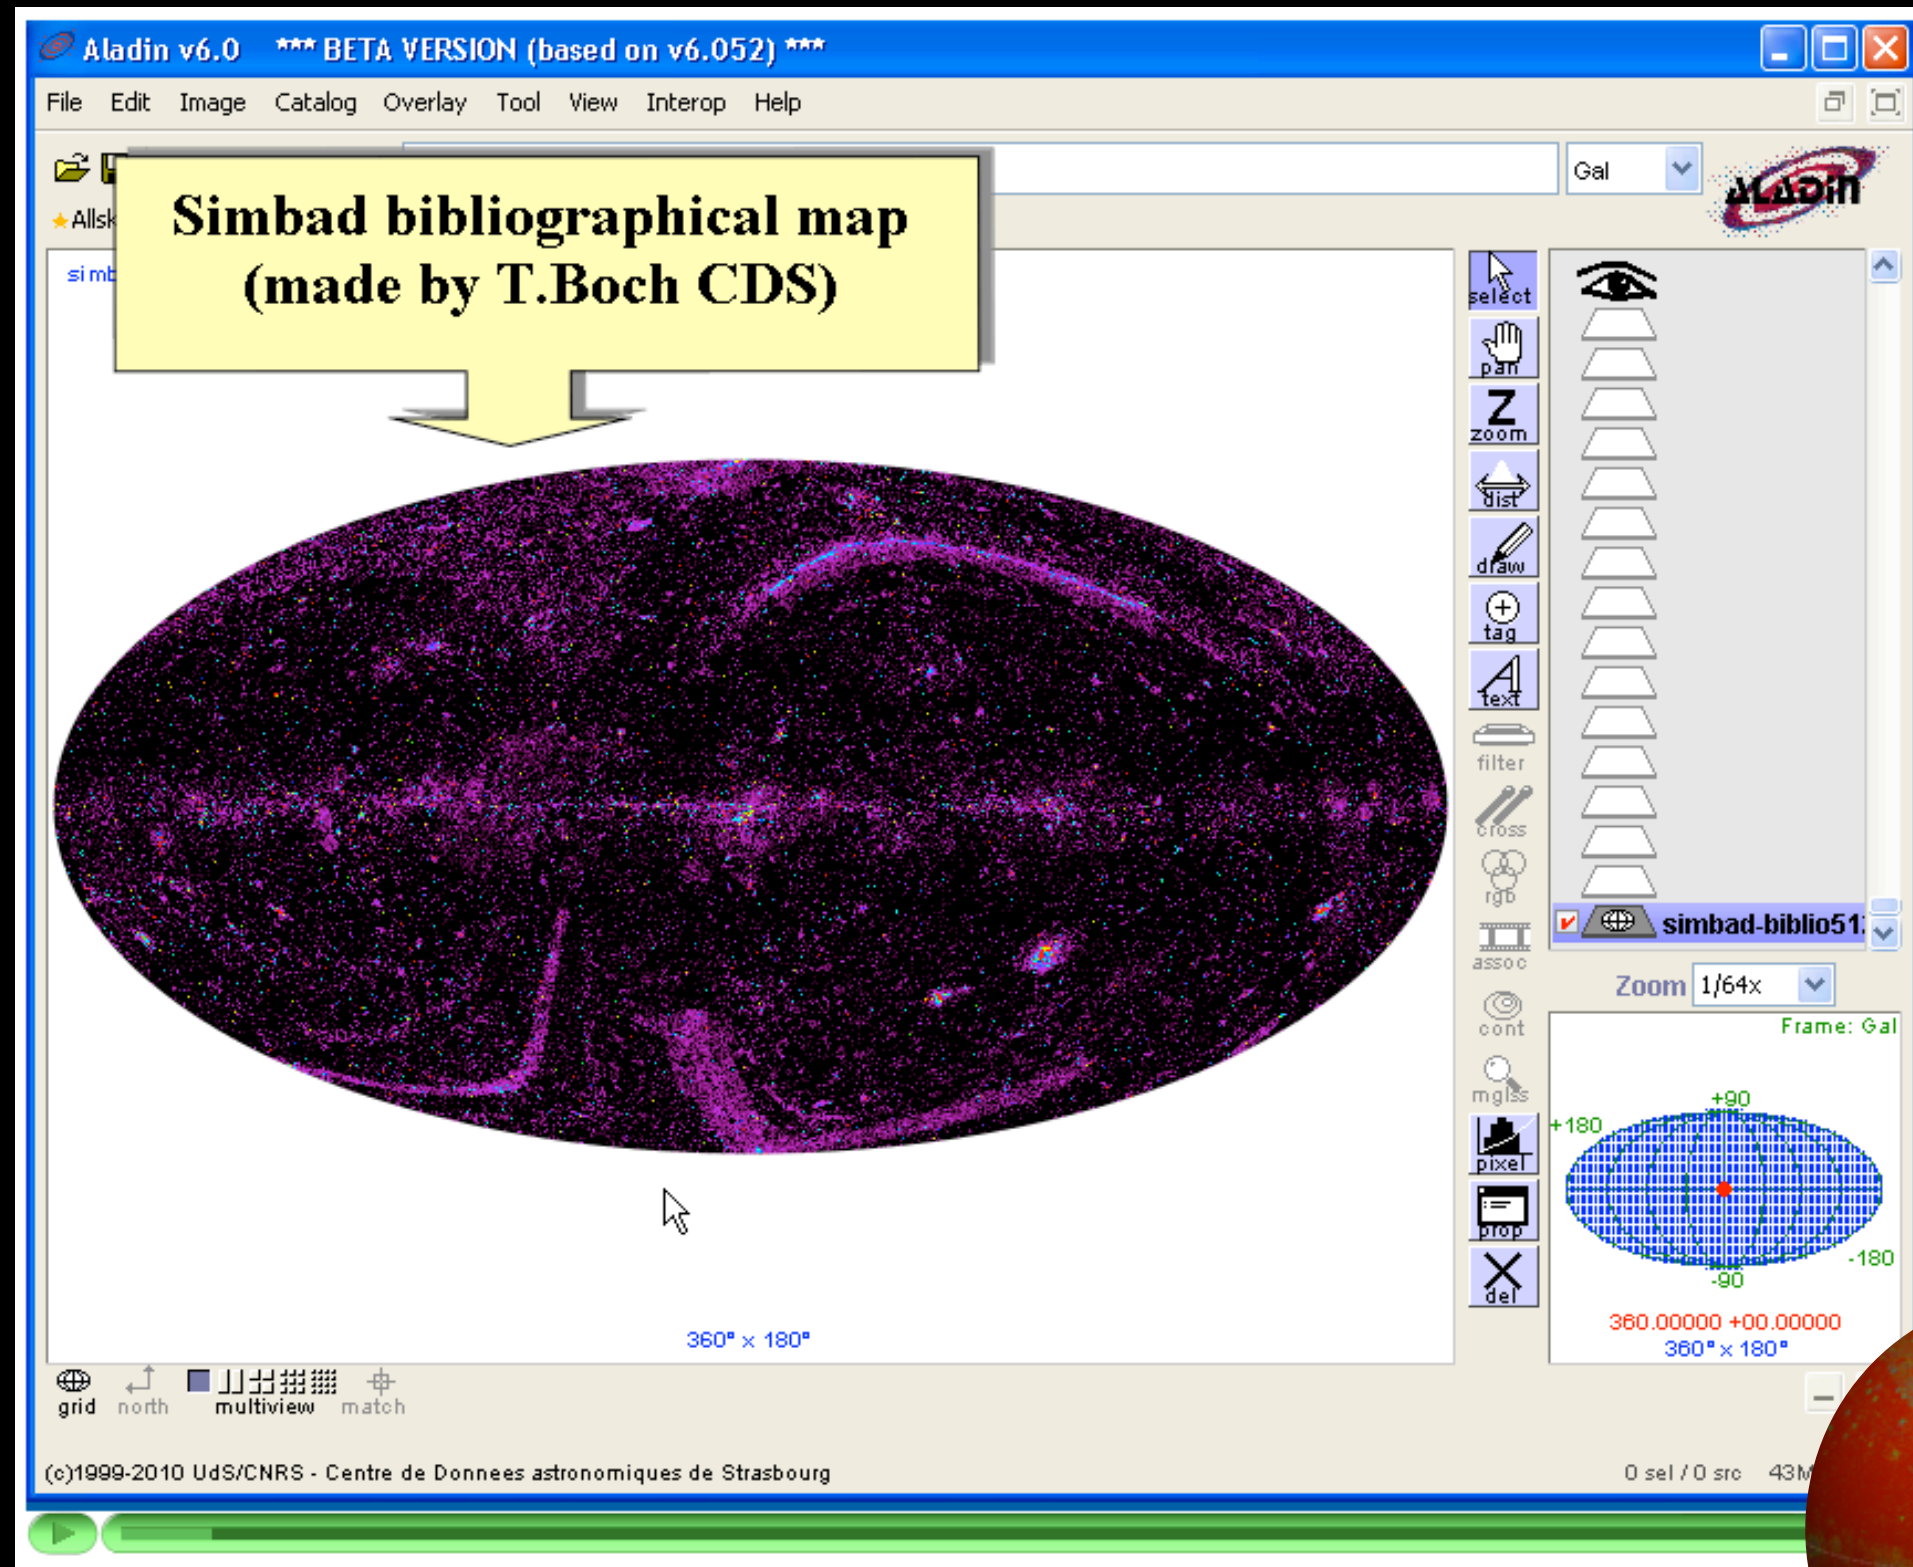 Aladin v6.0 *** BETA VERSION (based on v6.052) ***
File Edit Image Catalog Overlay Tool View Interop Help
Gal
ALADin
Simbad bibliographical map
(made by T.Boch CDS)
select
pan
Z
zoom
dist
draw
tag
A
text
filter
cross
rgb
assoc
cont
mglss
pixel
prop
del
simbad-biblio51
Zoom 1/64x
Frame: Gal
+90
+180
-180
-90
360.00000 +00.00000
360° x 180°
360° x 180°
grid north multiview match
(c)1999-2010 UdS/CNRS - Centre de Donnees astronomiques de Strasbourg
0 sel / 0 src